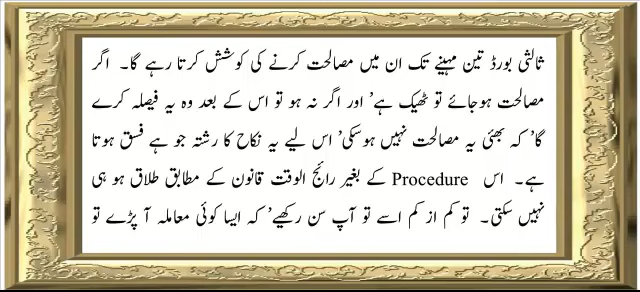 ثالثی بورڈ تین مہینے تک ان میں مصالحت کرنے کی کوشش کرتا رہے گا۔ اگر
مصالحت ہوجائے تو ٹھیک ہے’ اور اگر نہ ہو تو اس کے بعد وہ یہ فیصلہ کرے
گا’ کہ بھئی یہ مصالحت نہیں ہوسکی’ اس لیے یہ نکاح کا رشتہ جو ہے فسق ہوتا
ہے۔ اس Procedure کے بغیر رائج الوقت قانون کے مطابق طلاق ہو ہی
نہیں سکتی۔ تو کم از کم اسے تو آپ سن رکھیے’ کہ ایسا کوئی معاملہ آ پڑے تو